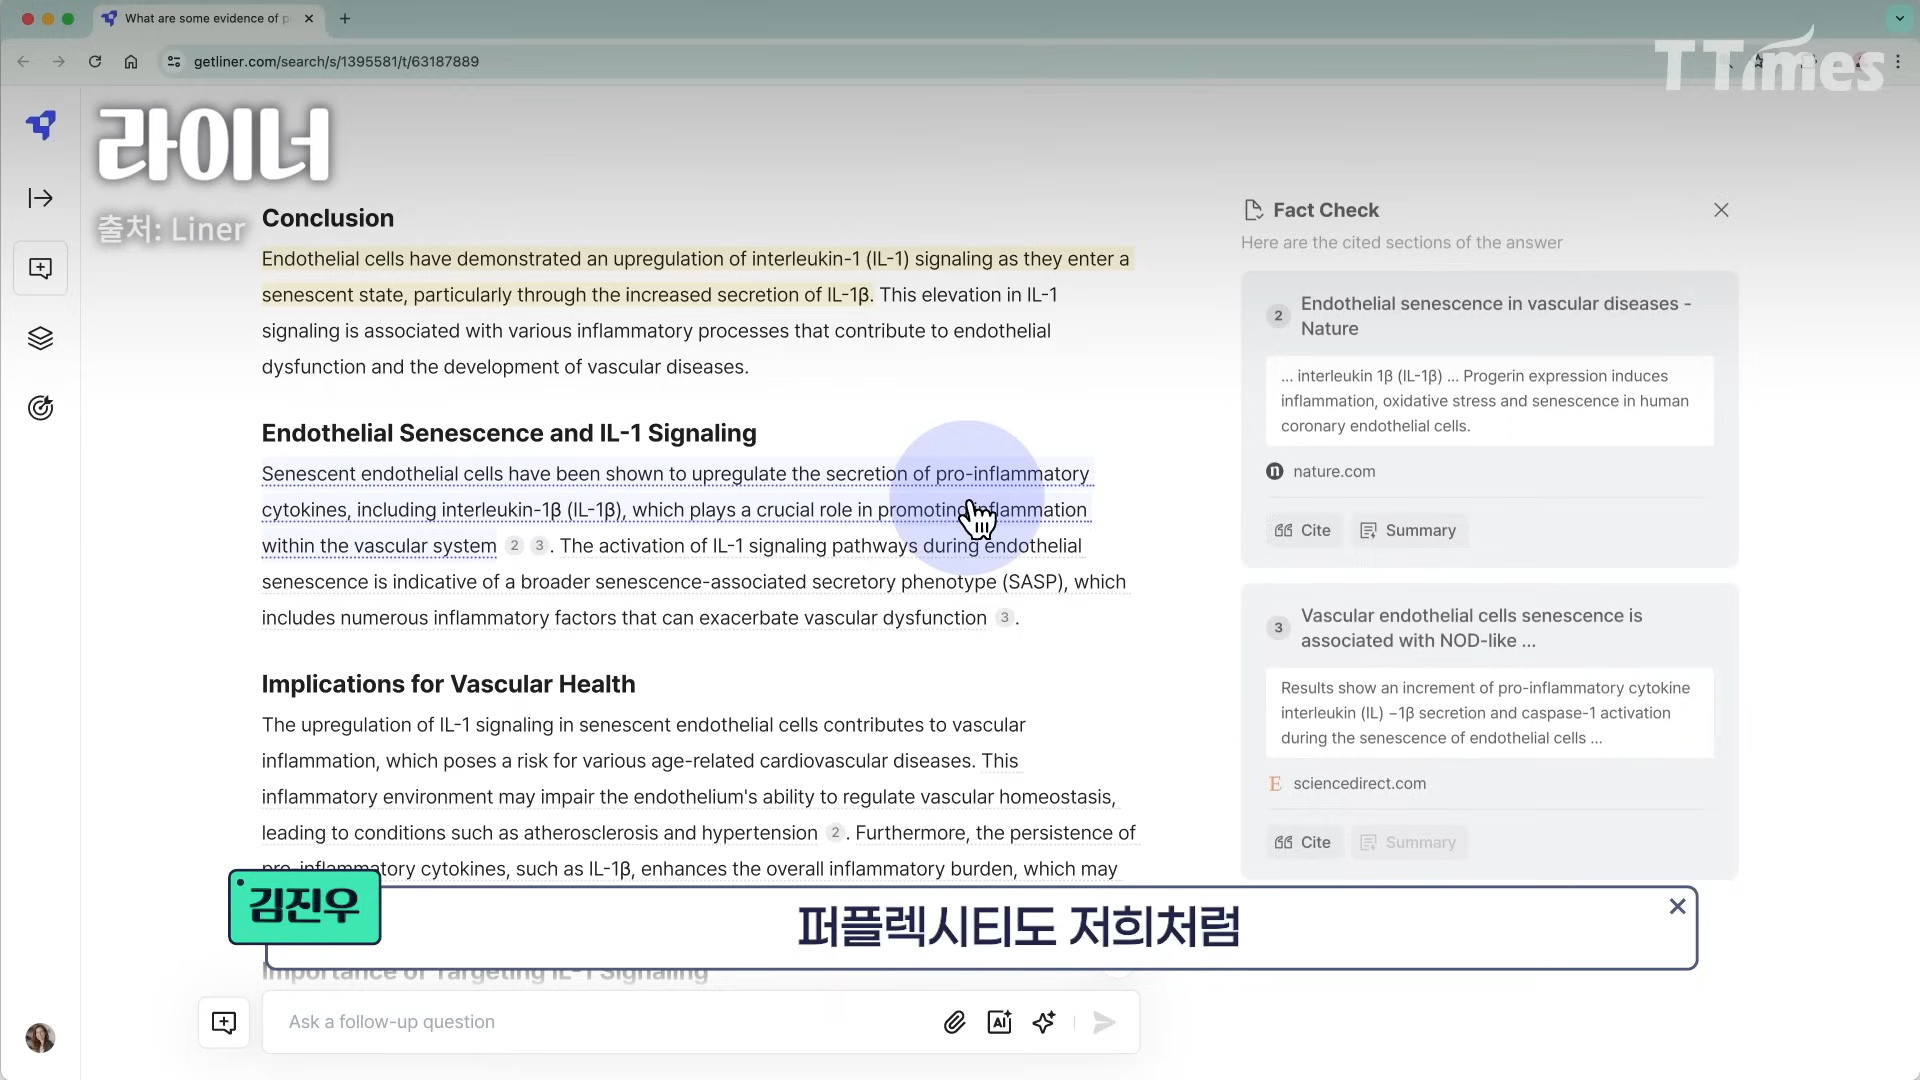 What are some evidence of p
getliner.com/search/s/1395581/t/63187889
TTimes
라이너
출처: Liner
Conclusion
Endothelial cells have demonstrated an upregulation of interleukin-1 (IL-1) signaling as they enter a
senescent state, particularly through the increased secretion of IL-1β. This elevation in IL-1
signaling is associated with various inflammatory processes that contribute to endothelial
dysfunction and the development of vascular diseases.
Endothelial Senescence and IL-1 Signaling
Senescent endothelial cells have been shown to upregulate the secretion of pro-inflammatory
cytokines, including interleukin-1β (IL-1β), which plays a crucial role in promoting inflammation
within the vascular system 2 3. The activation of IL-1 signaling pathways during endothelial
senescence is indicative of a broader senescence-associated secretory phenotype (SASP), which
includes numerous inflammatory factors that can exacerbate vascular dysfunction 3.
Implications for Vascular Health
The upregulation of IL-1 signaling in senescent endothelial cells contributes to vascular
inflammation, which poses a risk for various age-related cardiovascular diseases. This
inflammatory environment may impair the endothelium's ability to regulate vascular homeostasis,
leading to conditions such as atherosclerosis and hypertension 2. Furthermore, the persistence of
pro-inflammatory cytokines, such as IL-1β, enhances the overall inflammatory burden, which may
Importance of Targeting IL-1 Signaling
Ask a follow-up question
AI
Fact Check
Here are the cited sections of the answer
2
Endothelial senescence in vascular diseases -
Nature
... interleukin 1β (IL-1β) ... Progerin expression induces
inflammation, oxidative stress and senescence in human
coronary endothelial cells.
nature.com
Cite
Summary
3
Vascular endothelial cells senescence is
associated with NOD-like ...
Results show an increment of pro-inflammatory cytokine
interleukin (IL) −1β secretion and caspase-1 activation
during the senescence of endothelial cells ...
sciencedirect.com
Cite
Summary
김진우
퍼플렉시티도 저희처럼